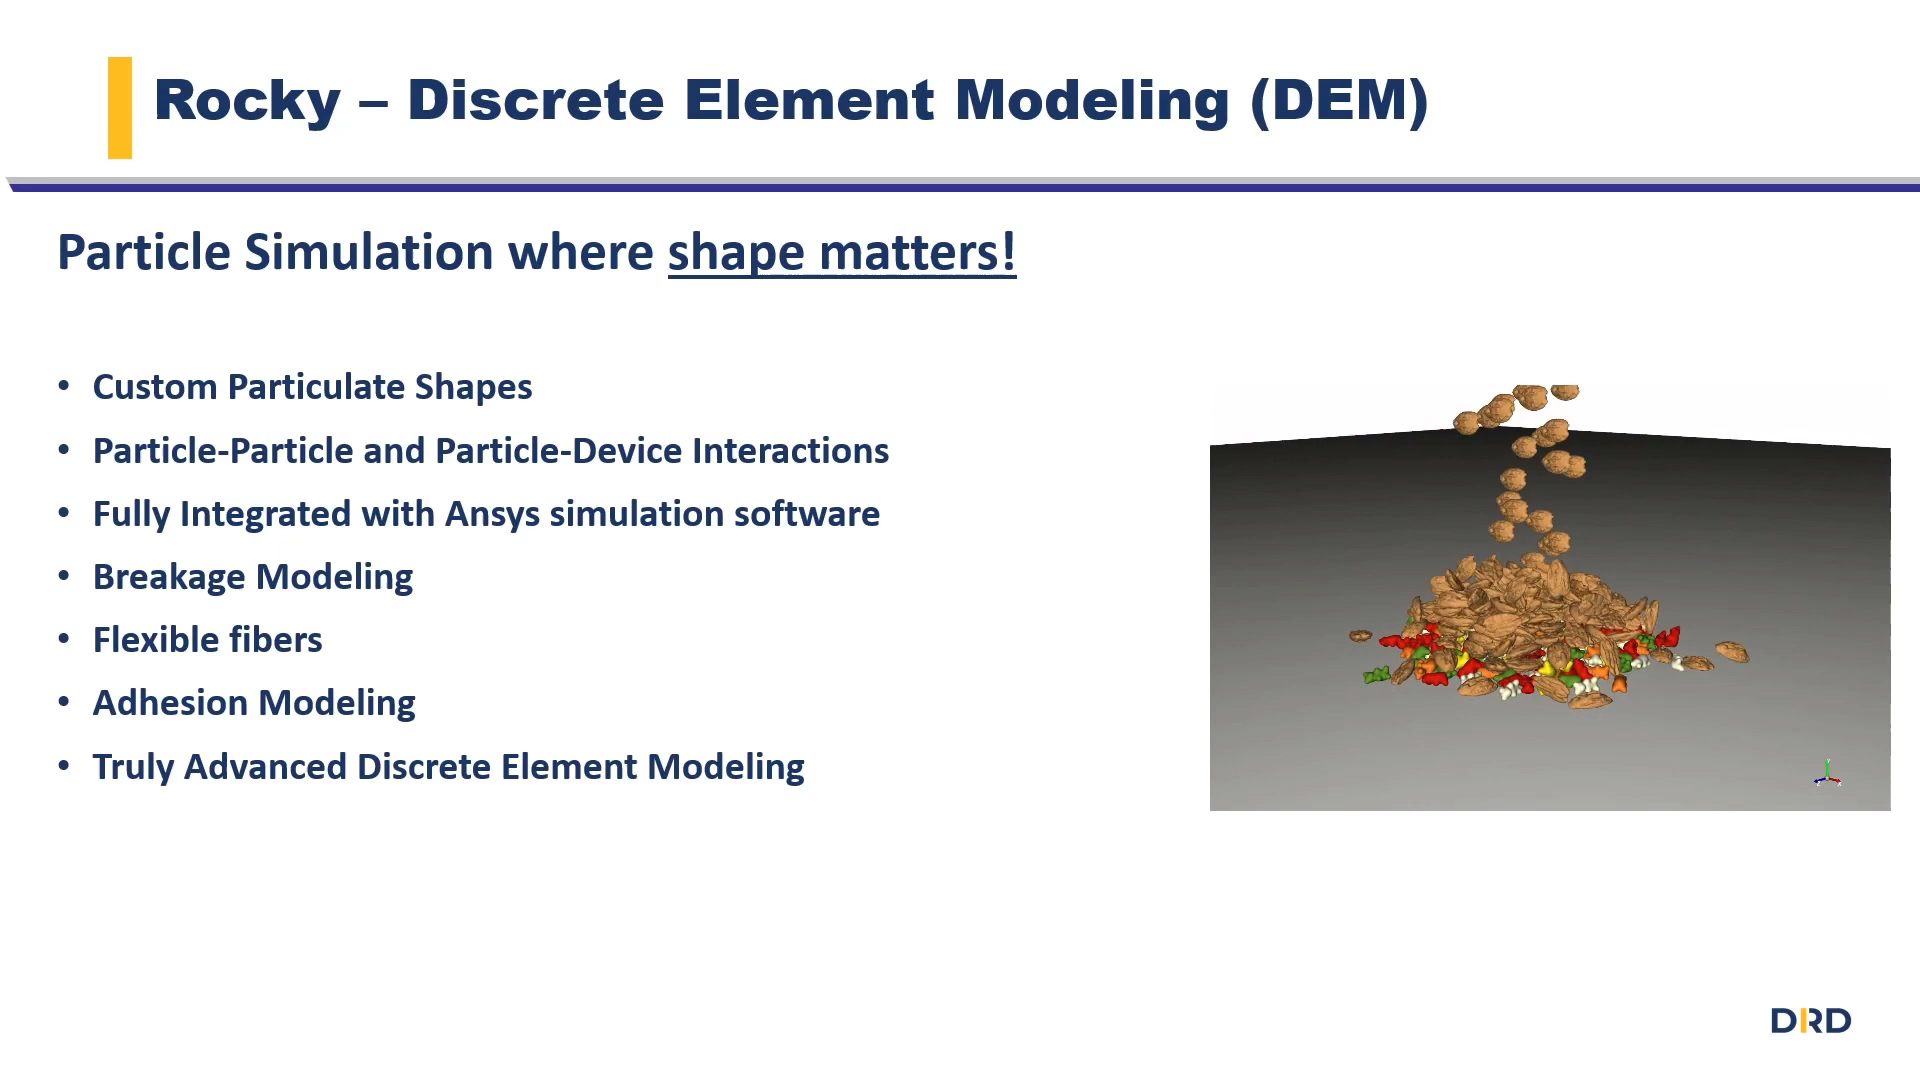 Rocky – Discrete Element Modeling (DEM)
Particle Simulation where shape matters!
• Custom Particulate Shapes
• Particle-Particle and Particle-Device Interactions
• Fully Integrated with Ansys simulation software
• Breakage Modeling
• Flexible fibers
• Adhesion Modeling
• Truly Advanced Discrete Element Modeling
DRD